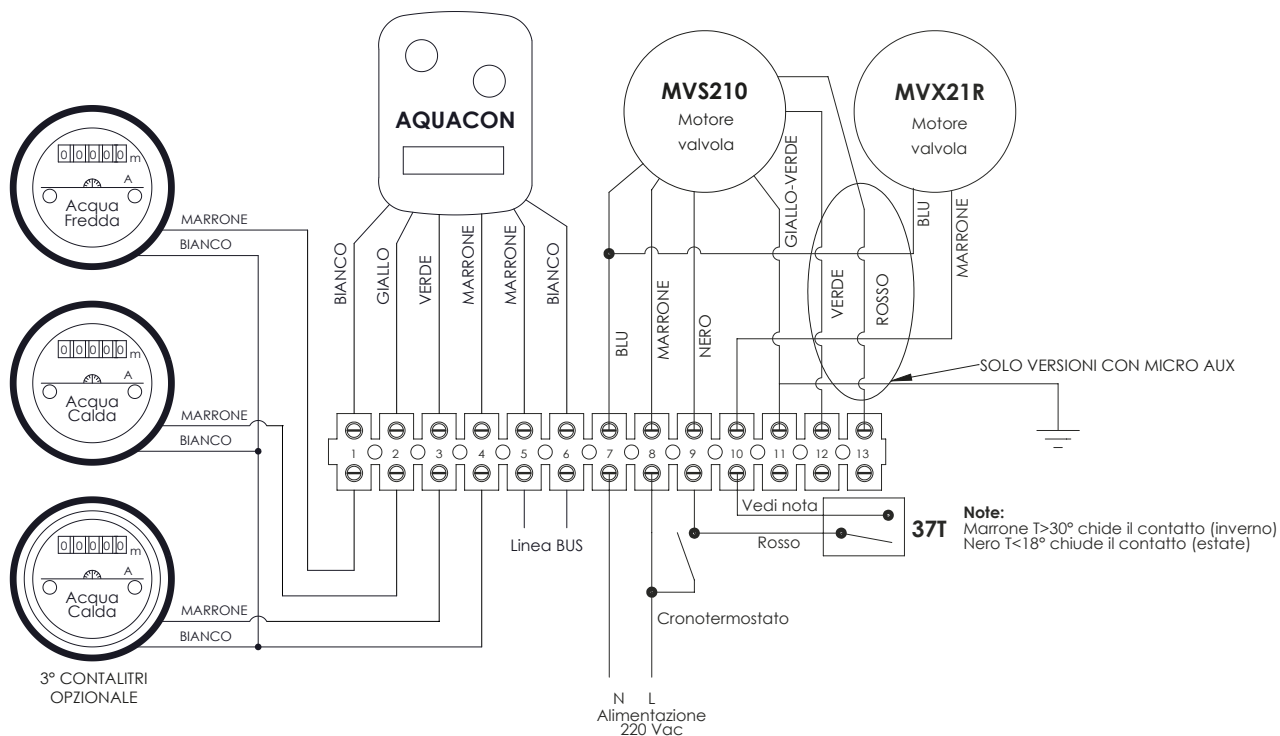 AQUACON
MVS210
Motore
valvola
MVX21R
Motore
valvola
00000 m
A
Acqua
Fredda
MARRONE
BIANCO
00000 m
A
Acqua
Calda
MARRONE
BIANCO
00000 m
A
Acqua
Calda
MARRONE
BIANCO
3° CONTALITRI
OPZIONALE
BIANCO
GIALLO
VERDE
MARRONE
MARRONE
BIANCO
BLU
MARRONE
NERO
GIALLO-VERDE
VERDE
ROSSO
BLU
MARRONE
SOLO VERSIONI CON MICRO AUX
1 2 3 4 5 6 7 8 9 10 11 12 13
Linea BUS
Vedi nota
Rosso
37T
Note:
Marrone T>30° chide il contatto (inverno)
Nero T<18° chiude il contatto (estate)
Cronotermostato
N L
Alimentazione
220 Vac